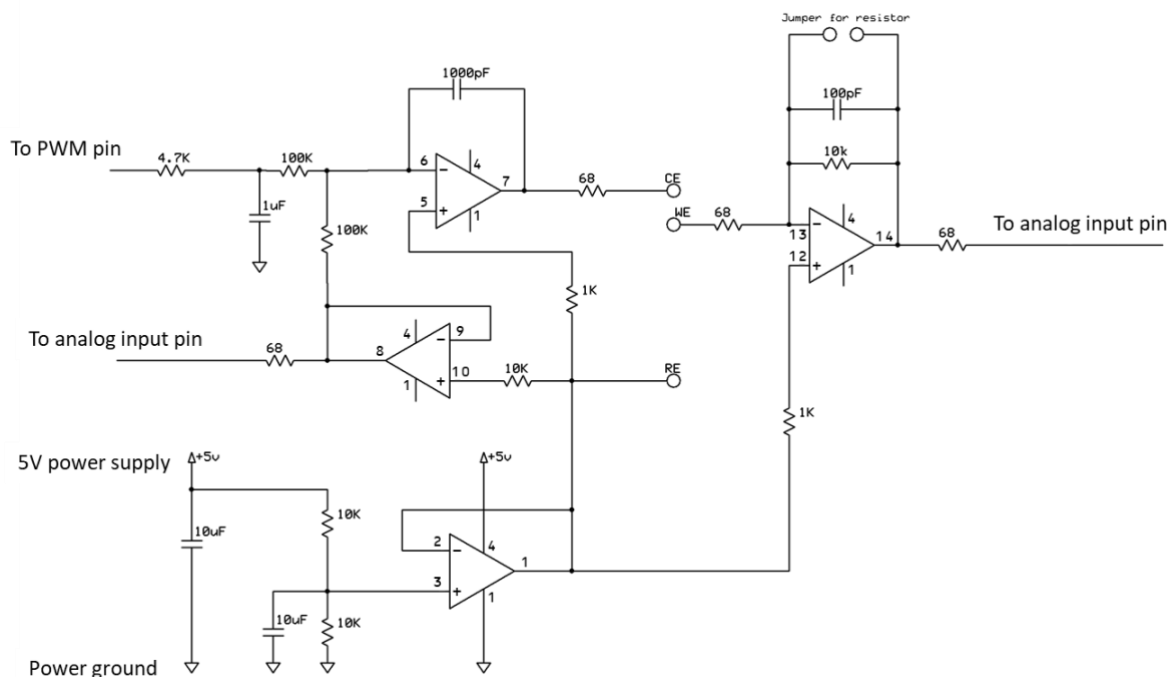 Jumper for resistor
1000pF
100pF
To PWM pin
4.7K
100K
10k
6
4
7
68
CE
5
1
1uF
WE
68
4
13
14
68
To analog input pin
100K
12
1
1K
To analog input pin
68
8
4
9
10
1
10K
RE
1K
5V power supply
+5v
+5v
10K
10uF
2
4
1
3
10uF
10K
1
Power ground